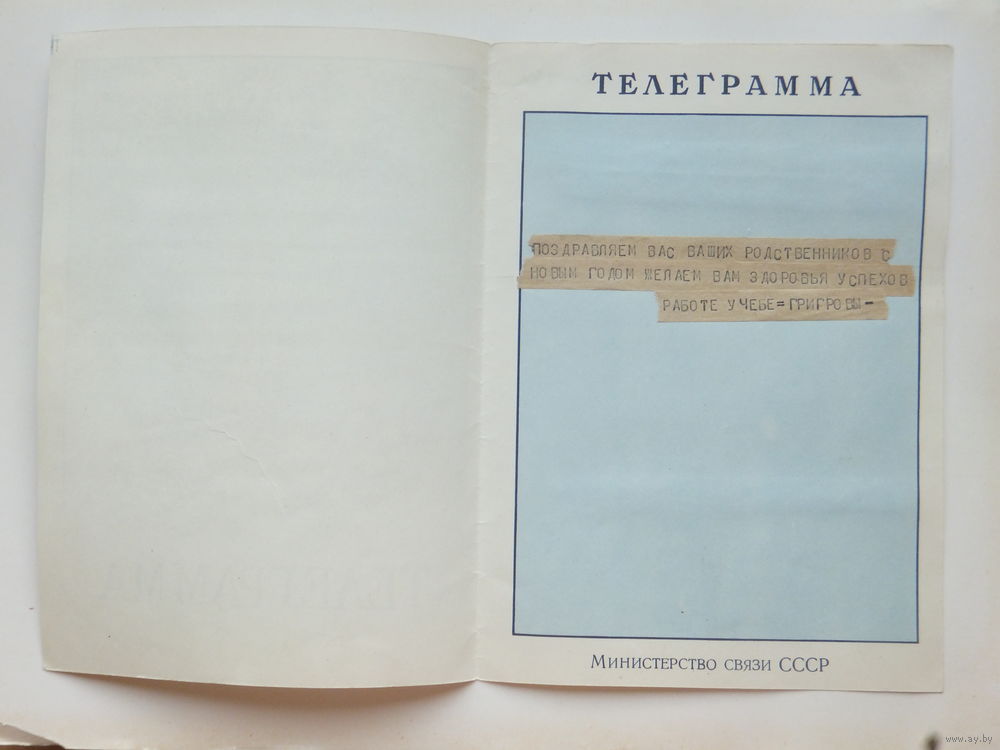 ТЕЛЕГРАММА
ПОЗДРАВЛЯЕМ ВАС ВАШИХ РОДСТВЕННИКОВ С
НОВЫМ ГОДОМ ЖЕЛАЕМ ВАМ ЗДОРОВЬЯ УСПЕХОВ
РАБОТЕ УЧЕБЕ=ГРИГРОВЫ-
МИНИСТЕРСТВО СВЯЗИ СССР
ТЕЛЕГРАММА
www.ay.by